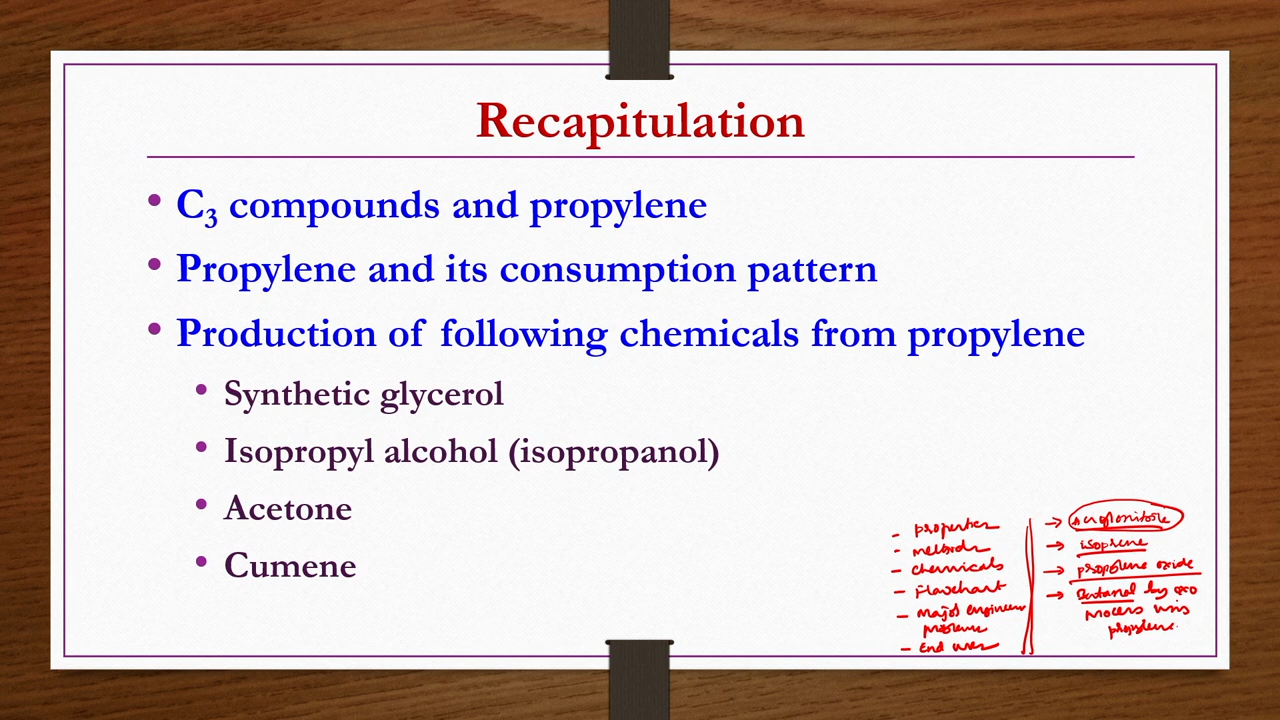 Recapitulation
• C₃ compounds and propylene
• Propylene and its consumption pattern
• Production of following chemicals from propylene
• Synthetic glycerol
• Isopropyl alcohol (isopropanol)
• Acetone
• Cumene
- properties
- methods
- chemicals
- Flowchart
- Major engineering
problems
- End uses
→ Acrylonitrile
→ isoprene
→ propylene oxide
→ Butanol by oxo
process using
propylene.